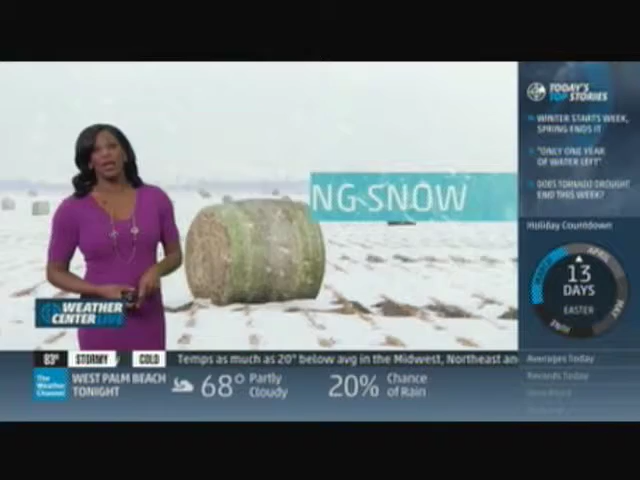 TODAY'S
TOP STORIES
WINTER STARTS WEEK,
SPRING ENDS IT
"ONLY ONE YEAR
OF WATER LEFT"
DOES TORNADO DROUGHT
END THIS WEEK?
NG SNOW
Holiday Countdown
APRIL
MAY
JUNE
13
DAYS
EASTER
WEATHER
CENTER LIVE
83°
STORMY
COLD
Temps as much as 20° below avg in the Midwest, Northeast an
Averages Today
Records Today
The
Weather
Channel
WEST PALM BEACH
TONIGHT
68°
Partly
Cloudy
20%
Chance
of Rain